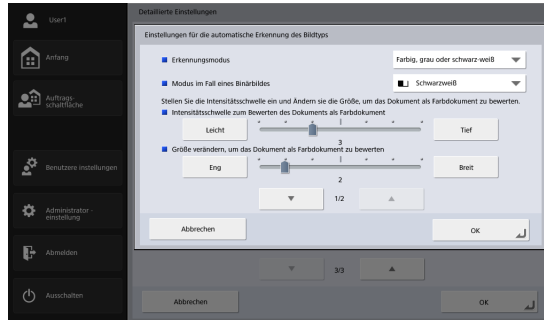 User1
Detaillierte Einstellungen
Einstellungen für die automatische Erkennung des Bildtyps
Anfang
Erkennungsmodus
Farbig, grau oder schwarz-weiß
Modus im Fall eines Binärbildes
Schwarzweiß
Auftrags-
schaltfläche
Stellen Sie die Intensitätsschwelle ein und Ändern sie die Größe, um das Dokument als Farbdokument zu bewerten.
Intensitätsschwelle zum Bewerten des Dokuments als Farbdokument
Leicht
Tief
3
Größe verändern, um das Dokument als Farbdokument zu bewerten
Benutzere instellungen
Eng
Breit
2
1/2
Administrator -
einstellung
Abbrechen
OK
Abmelden
3/3
Ausschalten
Abbrechen
OK